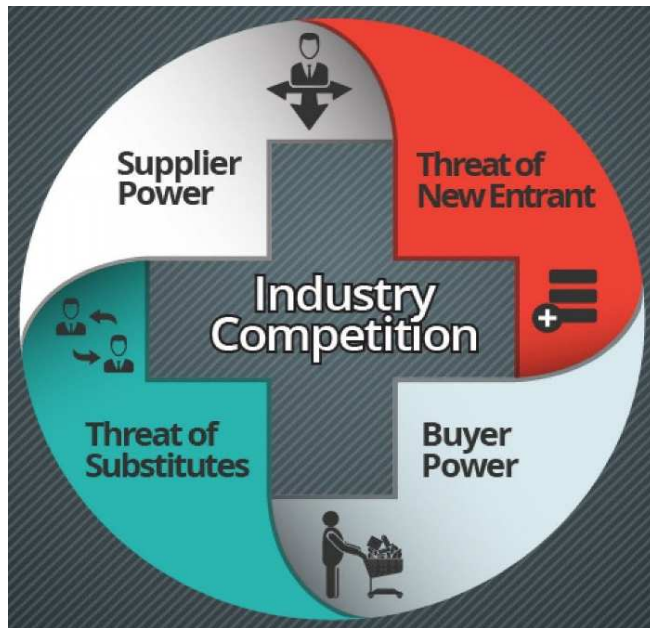 Supplier
Power
Threat of
New Entrant
Industry
Competition
Threat of
Substitutes
Buyer
Power